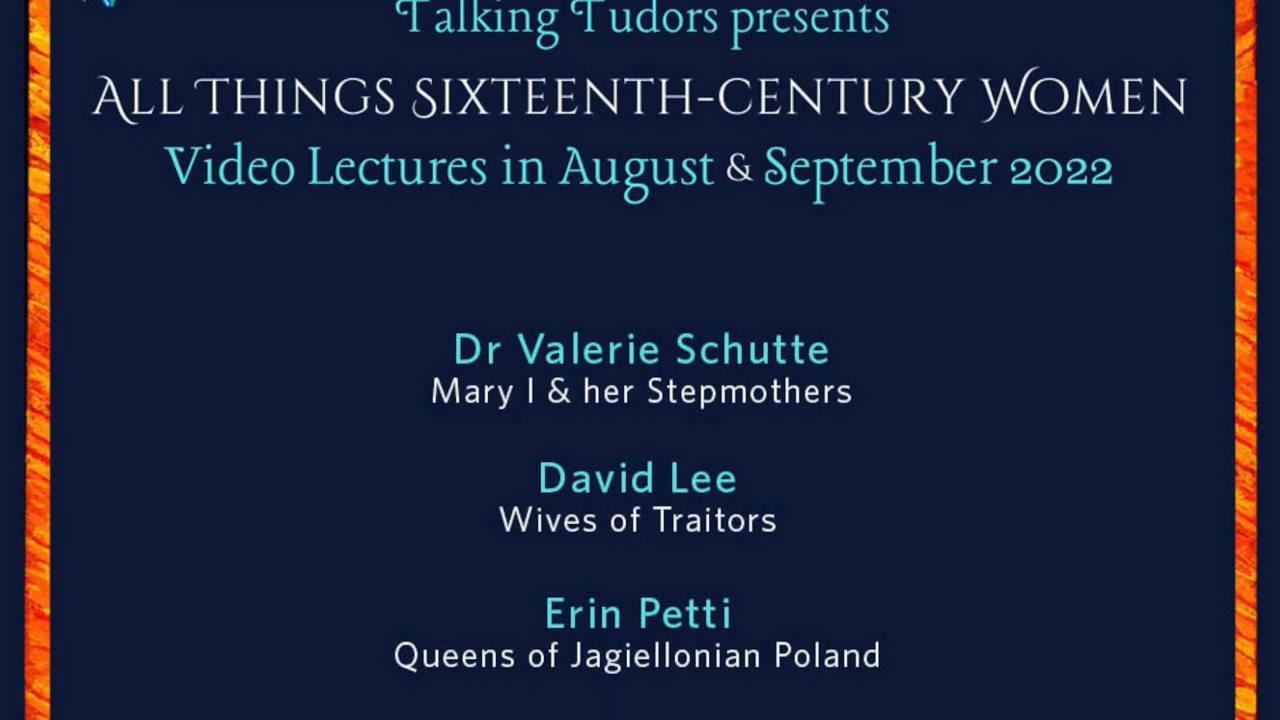 Talking Tudors presents
All Things Sixteenth-Century Women
Video Lectures in August & September 2022
Dr Valerie Schutte
Mary I & her Stepmothers
David Lee
Wives of Traitors
Erin Petti
Queens of Jagiellonian Poland